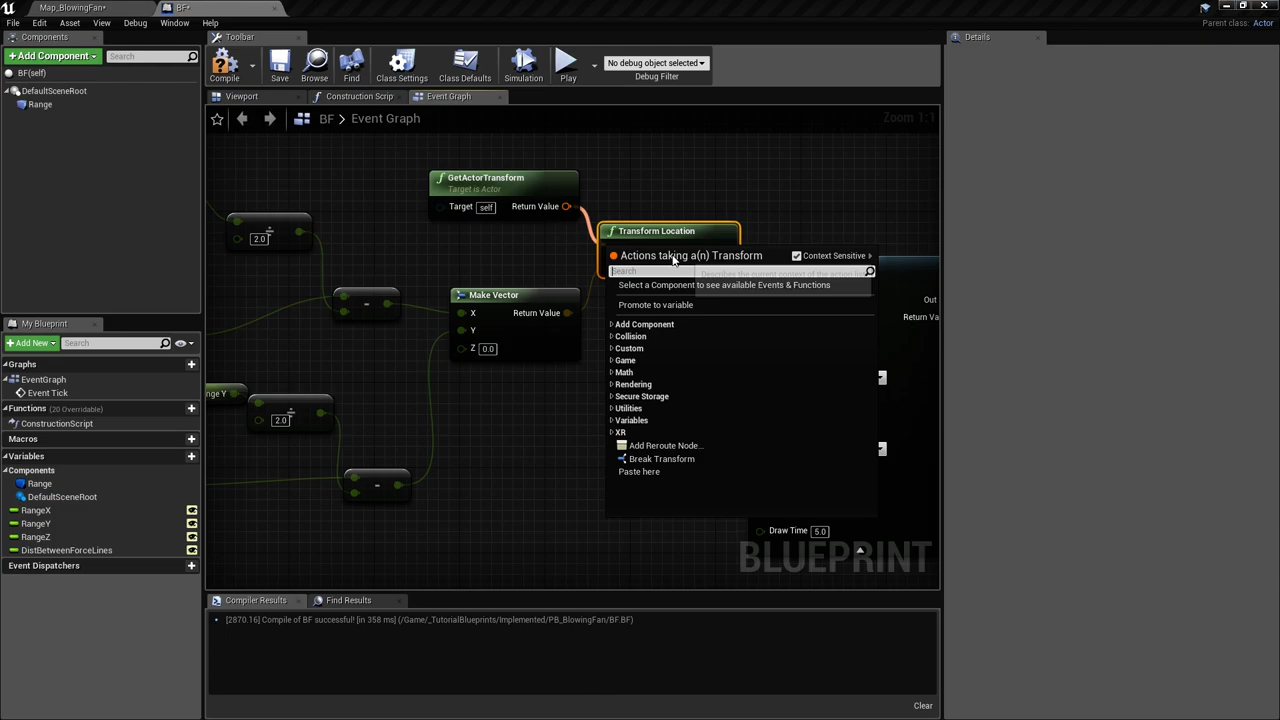 Map_BlowingFan*
BF*
File Edit Asset View Debug Window Help
Parent class: Actor
Components
Add Component
Search
BF(self)
DefaultSceneRoot
Range
Toolbar
Compile
Save
Browse
Find
Class Settings
Class Defaults
Simulation
Play
No debug object selected
Debug Filter
Details
Viewport
Construction Scrip
Event Graph
BF > Event Graph
Zoom 1:1
GetActorTransform
Target is Actor
Target self Return Value
Transform Location
2.0
Make Vector
X Return Value
Y
Z 0.0
nge Y
2.0
Actions taking a(n) Transform
Context Sensitive
Search
Select a Component to see available Events & Functions
Promote to variable
Add Component
Collision
Custom
Game
Math
Rendering
Secure Storage
Utilities
Variables
XR
Add Reroute Node...
Break Transform
Paste here
Out
Return Va
Draw Time 5.0
BLUEPRINT
My Blueprint
Add New
Search
Graphs
EventGraph
Event Tick
Functions (20 Overridable)
ConstructionScript
Macros
Variables
Components
Range
DefaultSceneRoot
RangeX
RangeY
RangeZ
DistBetweenForceLines
Event Dispatchers
Compiler Results
Find Results
[2870.16] Compile of BF successful! [in 358 ms] (/Game/_TutorialBlueprints/Implemented/PB_BlowingFan/BF.BF)
Clear